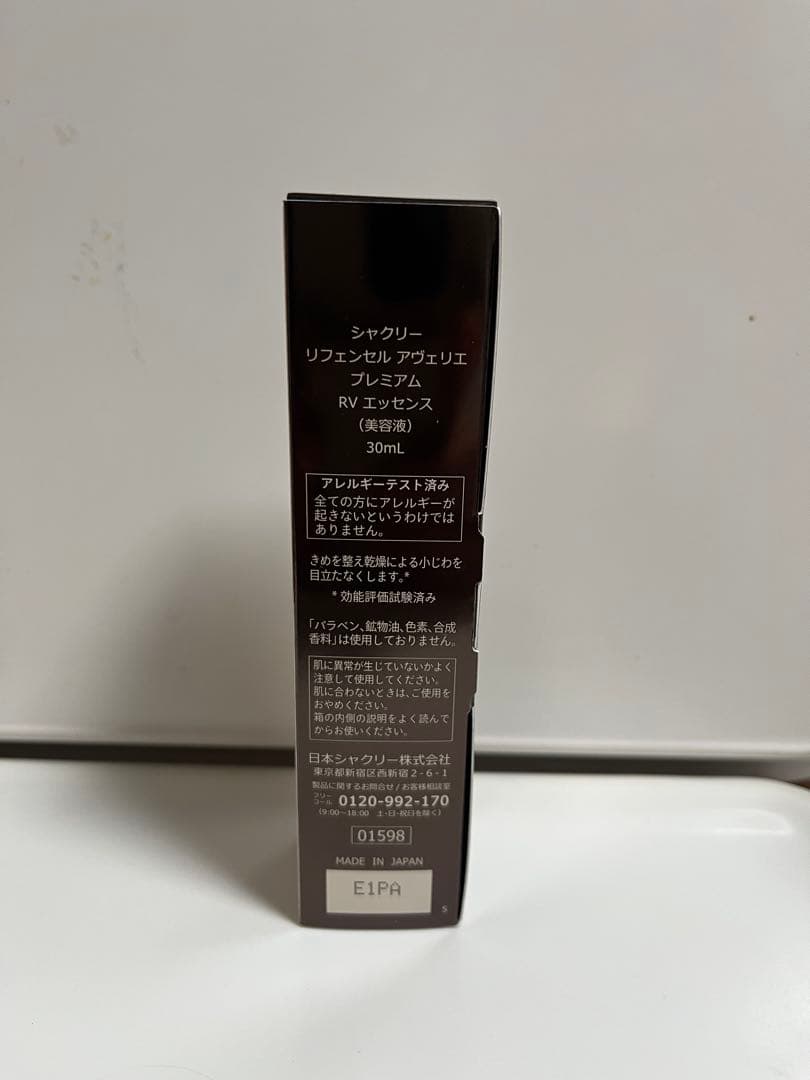 シャクリー
リフェンセル アヴェリエ
プレミアム
RV エッセンス
（美容液）
30mL
アレルギーテスト済み
全ての方にアレルギーが
起きないというわけでは
ありません。
きめを整え乾燥による小じわを
目立たなくします。*
* 効能評価試験済み
「パラベン、鉱物油、色素、合成
香料」は使用しておりません。
肌に異常が生じていないかよく
注意して使用してください。
肌に合わないときは、ご使用を
おやめください。
箱の内側の説明をよく読んで
からお使いください。
日本シャクリー株式会社
東京都新宿区西新宿2-6-1
製品に関するお問合せ/お客様相談室
フリーコール 0120-992-170
（9:00〜18:00 土・日・祝日を除く）
01598
MADE IN JAPAN
E1PA
S